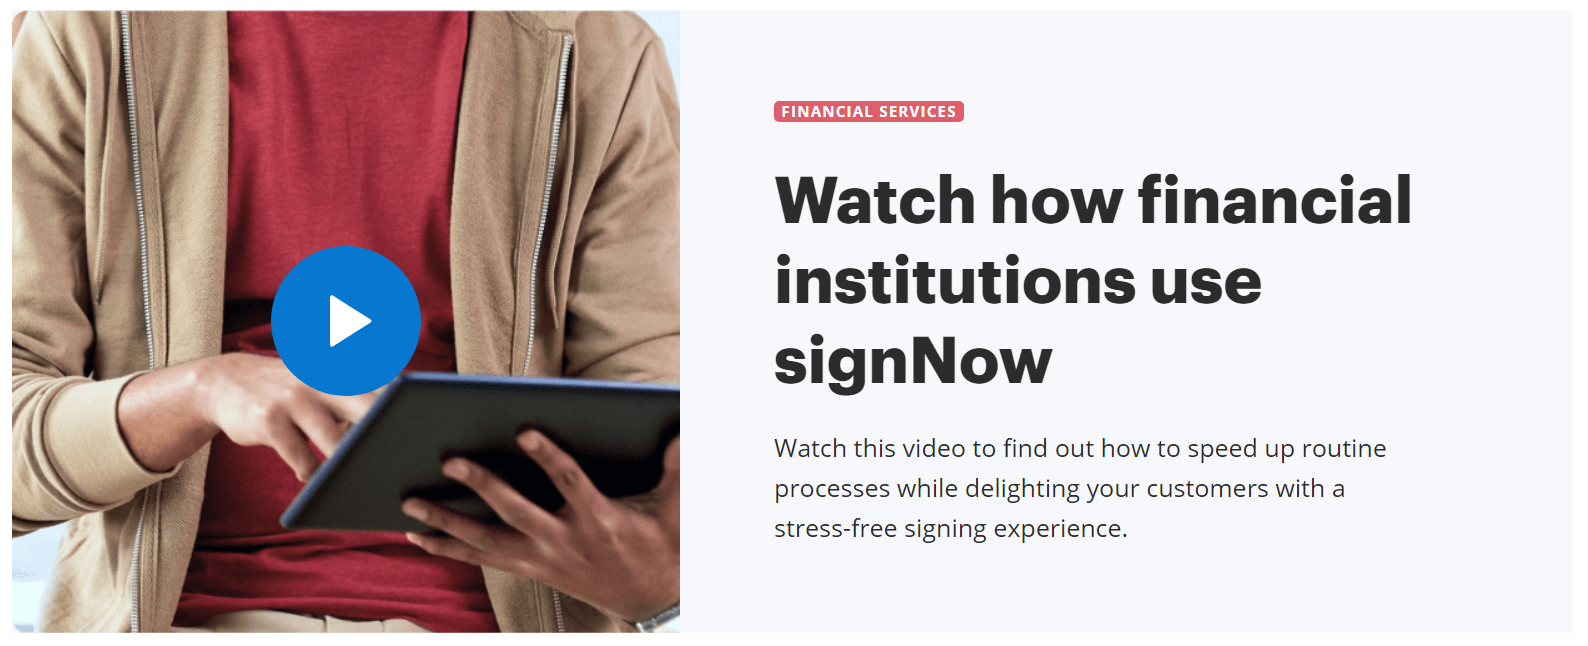 FINANCIAL SERVICES
Watch how financial
institutions use
signNow
Watch this video to find out how to speed up routine
processes while delighting your customers with a
stress-free signing experience.